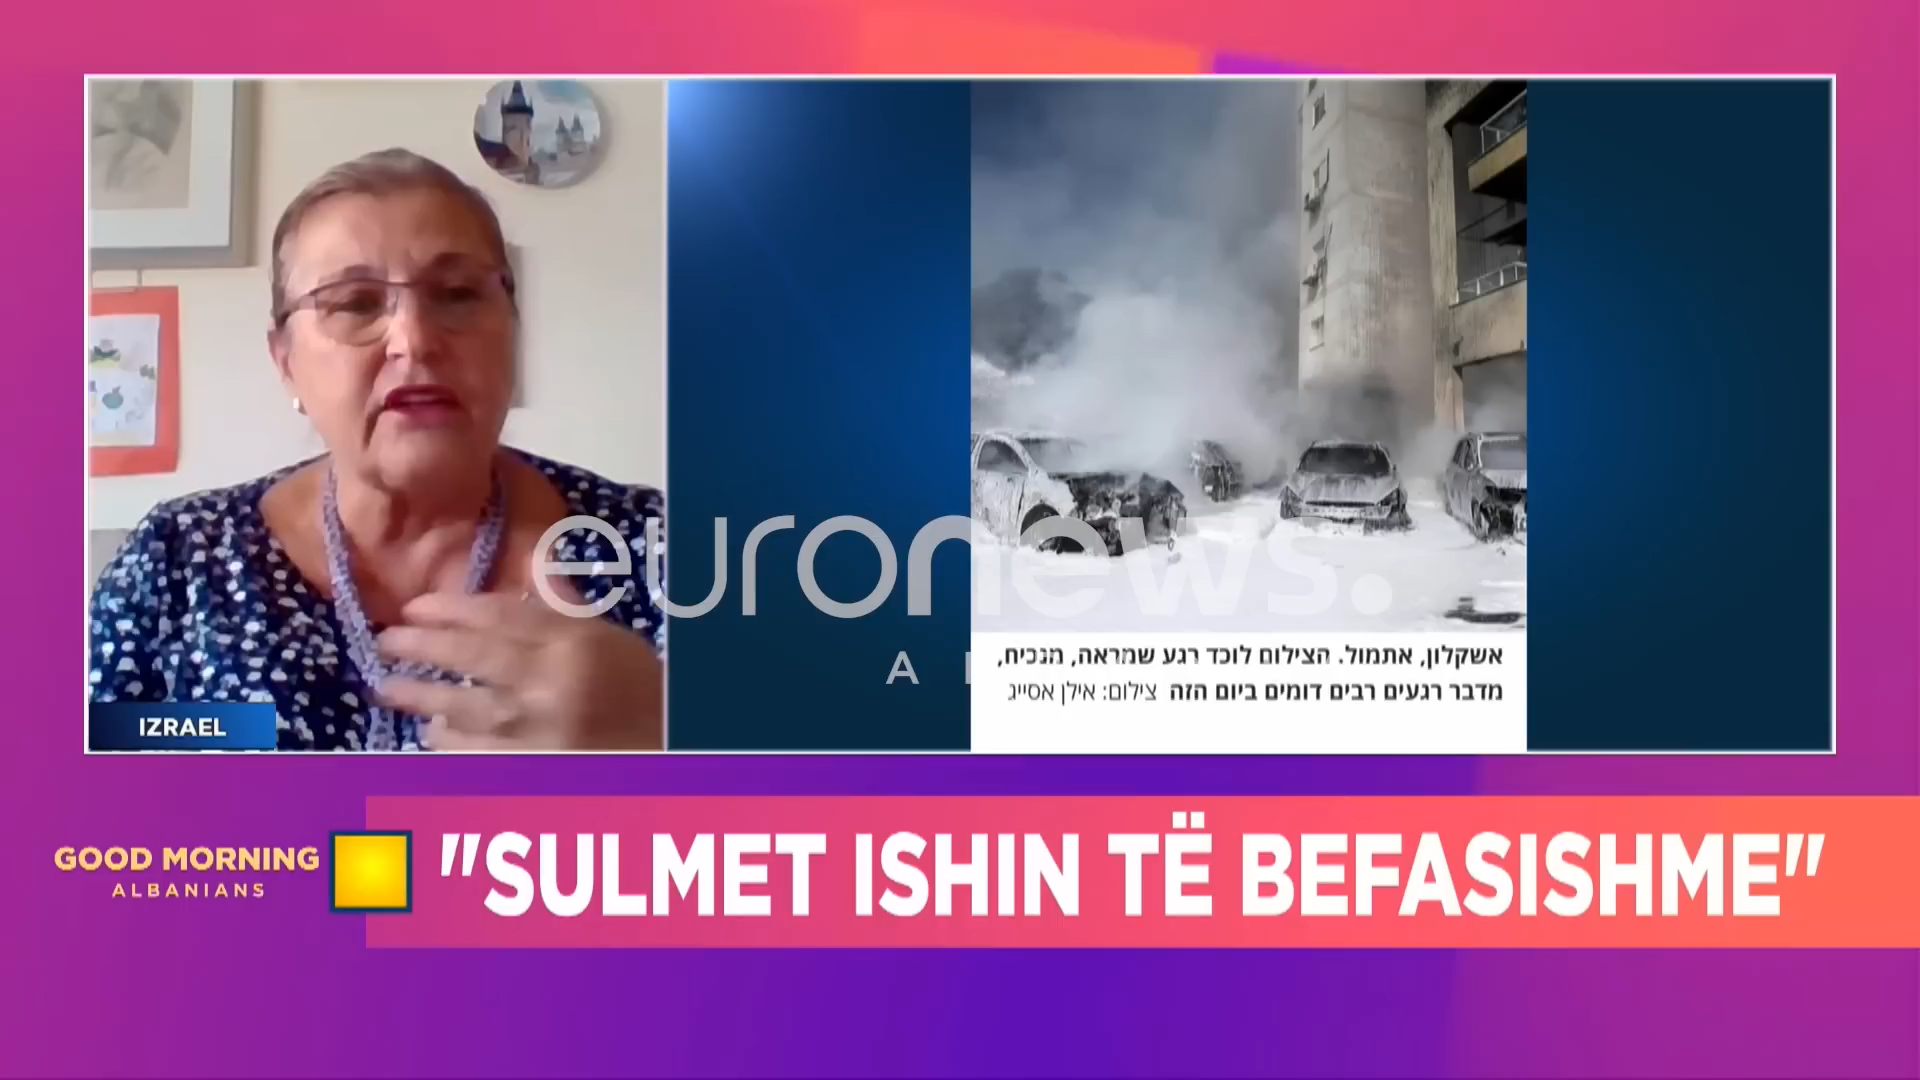 IZRAEL
euronews.
אשקלון, אתמול. הצילום לוכד רגע שמראה, מנכיח,
מדבר רגעים רבים דומים ביום הזה צילום: אילן אסייג
GOOD MORNING
ALBANIANS
"SULMET ISHIN TË BEFASISHME"